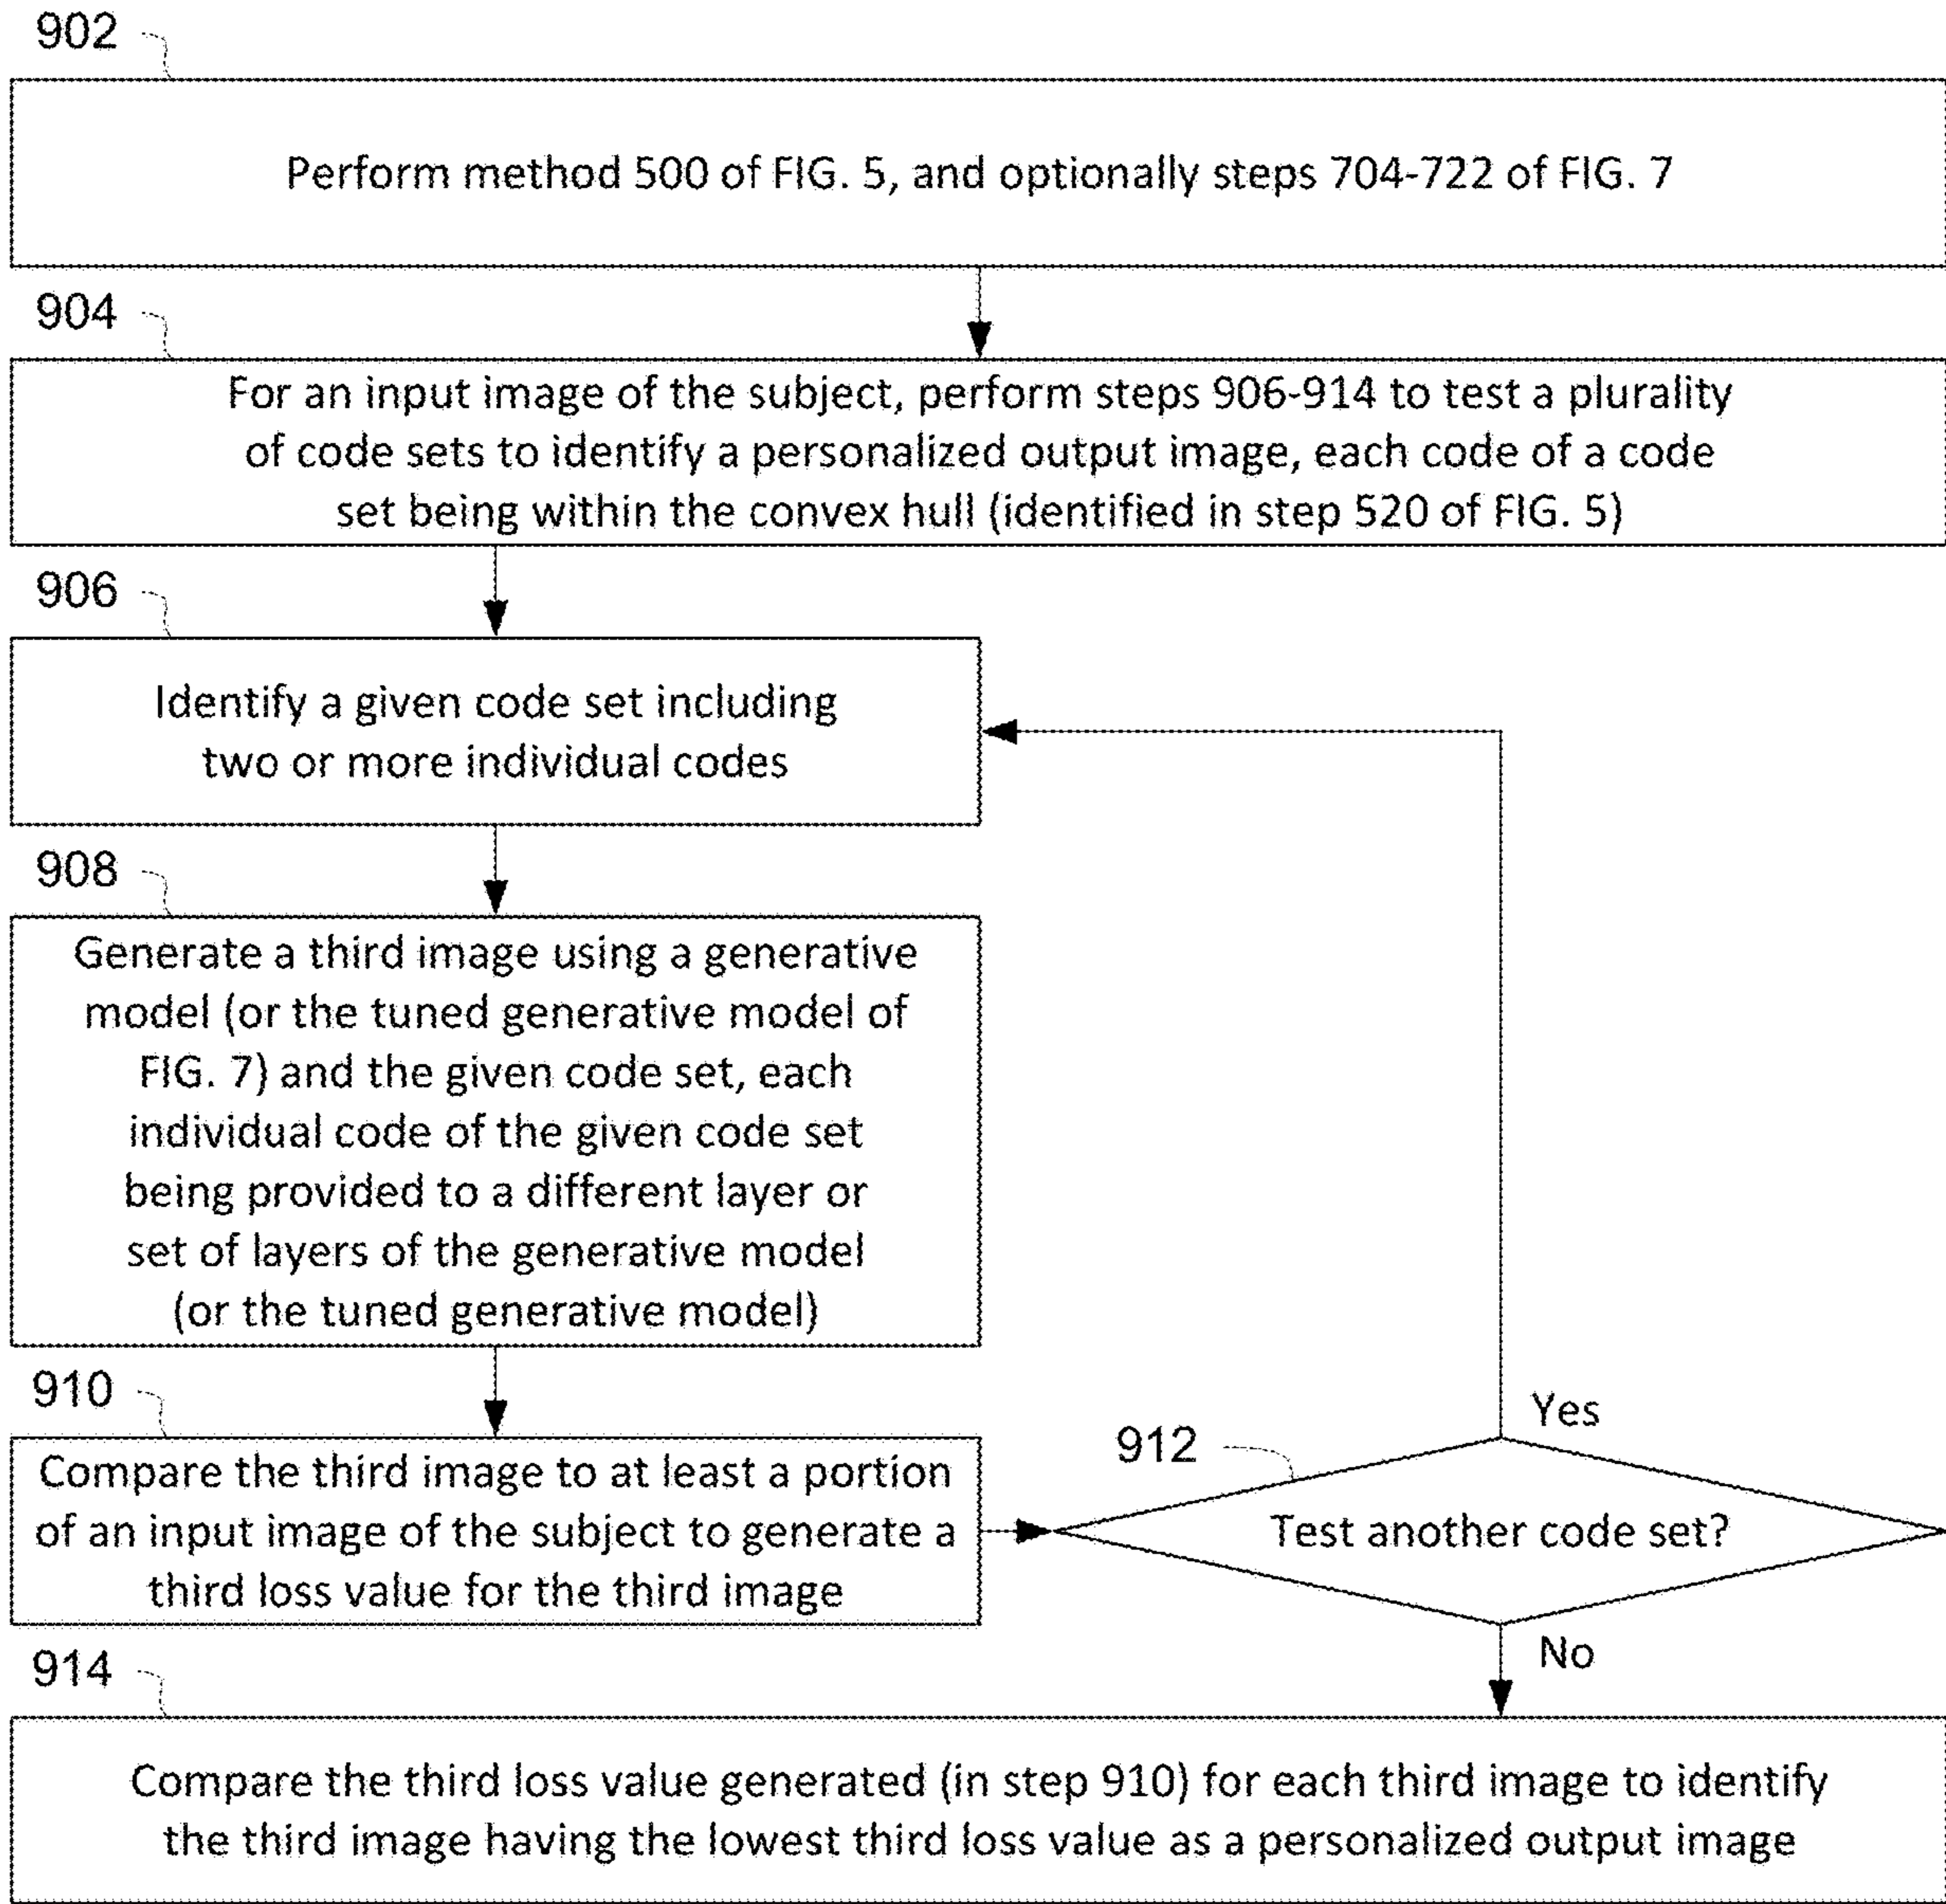 902
Perform method 500 of FIG. 5, and optionally steps 704-722 of FIG. 7
904
For an input image of the subject, perform steps 906-914 to test a plurality
of code sets to identify a personalized output image, each code of a code
set being within the convex hull (identified in step 520 of FIG. 5)
906
Identify a given code set including
two or more individual codes
908
Generate a third image using a generative
model (or the tuned generative model of
FIG. 7) and the given code set, each
individual code of the given code set
being provided to a different layer or
set of layers of the generative model
(or the tuned generative model)
910
Compare the third image to at least a portion
of an input image of the subject to generate a
third loss value for the third image
912
Test another code set?
Yes
No
914
Compare the third loss value generated (in step 910) for each third image to identify
the third image having the lowest third loss value as a personalized output image